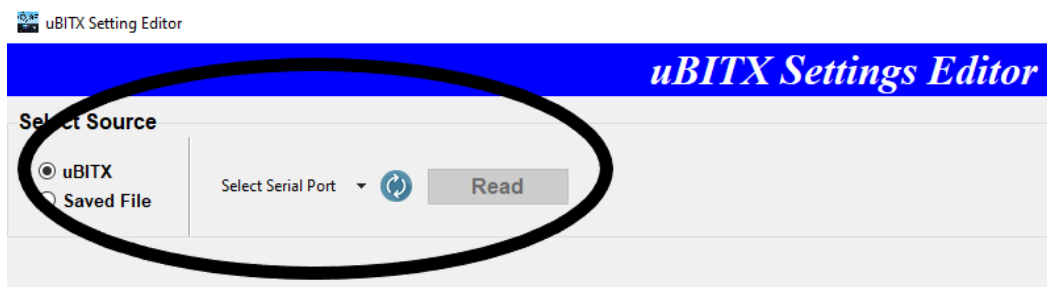 uBITX Setting Editor
uBITX Settings Editor
Select Source
uBITX
Select Serial Port
Read
Saved File